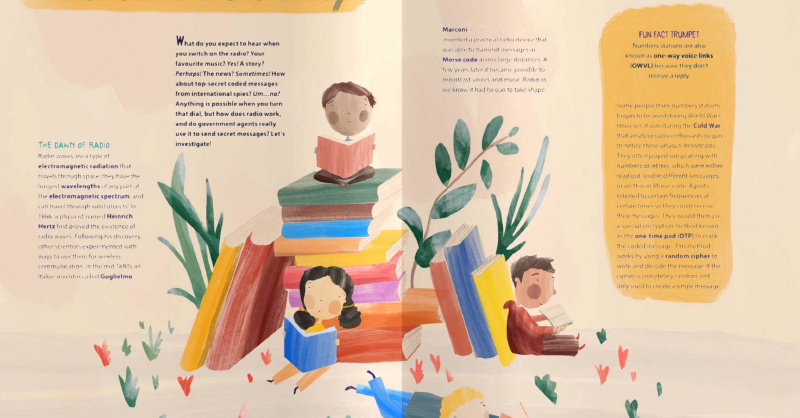 What do you expect to hear when
you switch on the radio? Your
favourite music? Yes! A story?
Perhaps! The news? Sometimes! How
about top-secret coded messages
from international spies? Um...no?
Anything is possible when you turn
that dial, but how does radio work,
and do government agents really
use it to send secret messages? Let's
investigate!
THE DAWN OF RADIO
Radio waves are a type of
electromagnetic radiation that
travels through space. They have the
longest wavelengths of any part of
the electromagnetic spectrum, and
can travel through solid objects! In
a physicist named Heinrich
Hertz first proved the existence of
radio waves. Following his discovery,
other scientists experimented with
ways to use them for wireless
communication. In the mid-1890s, an
Italian inventor called Guglielmo
Marconi
invented a practical radio device that
was able to transmit messages in
Morse code across large distances. A
few years later it became possible to
broadcast voices and music. Radio as
we know it had begun to take shape.
FUN FACT TRUMPET
Numbers stations are also
known as one-way voice links
(OWVL) because they don't
receive a reply.
Some people think numbers stations
began to be used during World War I.
However, it was during the Cold War
that amateur radio enthusiasts began
to notice these unusual broadcasts.
They often played songs along with
numbers or letters, which were either
read out loud in different languages,
or written in Morse code. Agents
listened to certain frequencies at
certain times so they could receive
their messages. They would then use
a special encryption method known
as the one-time pad (OTP) to crack
the coded message. This method
works by using a random cipher to
write and decode the message. If the
cipher is completely random and
only used to create a single message,